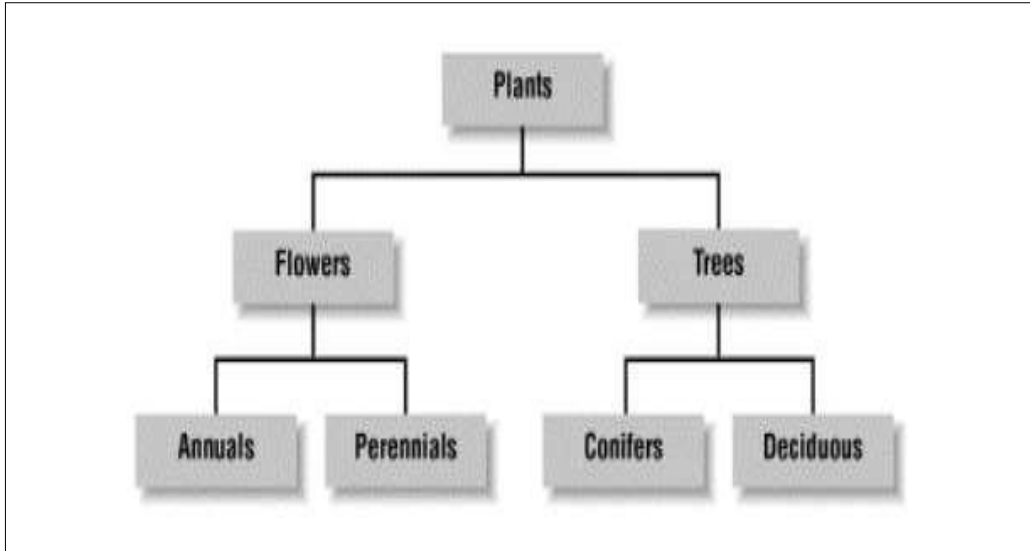 Plants
Flowers
Trees
Annuals
Perennials
Conifers
Deciduous